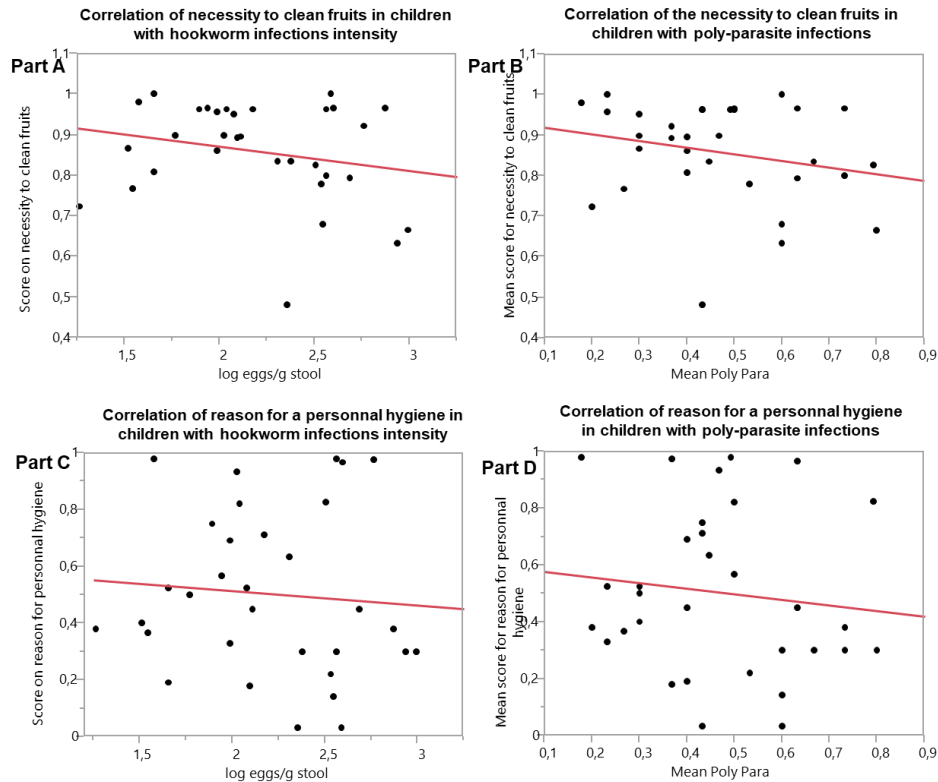 Correlation of necessity to clean fruits in children
with hookworm infections intensity
Part A
Score on necessity to clean fruits
1,1
1
0,9
0,8
0,7
0,6
0,5
0,4
1,5
2
2,5
3
log eggs/g stool
Correlation of the necessity to clean fruits in
children with poly-parasite infections
Part B
Mean score for necessity to clean fruits
1,1
1
0,9
0,8
0,7
0,6
0,5
0,4
0,1
0,2
0,3
0,4
0,5
0,6
0,7
0,8
0,9
Mean Poly Para
Correlation of reason for a personnal hygiene in
children with hookworm infections intensity
Part C
Score on reason for personnal hygiene
1
0,8
0,6
0,4
0,2
0
1,5
2
2,5
3
log eggs/g stool
Correlation of reason for a personnal hygiene
in children with poly-parasite infections
Part D
Mean score for reason for personnal
hygiene
1
0,8
0,6
0,4
0,2
0
0,1
0,2
0,3
0,4
0,5
0,6
0,7
0,8
0,9
Mean Poly Para